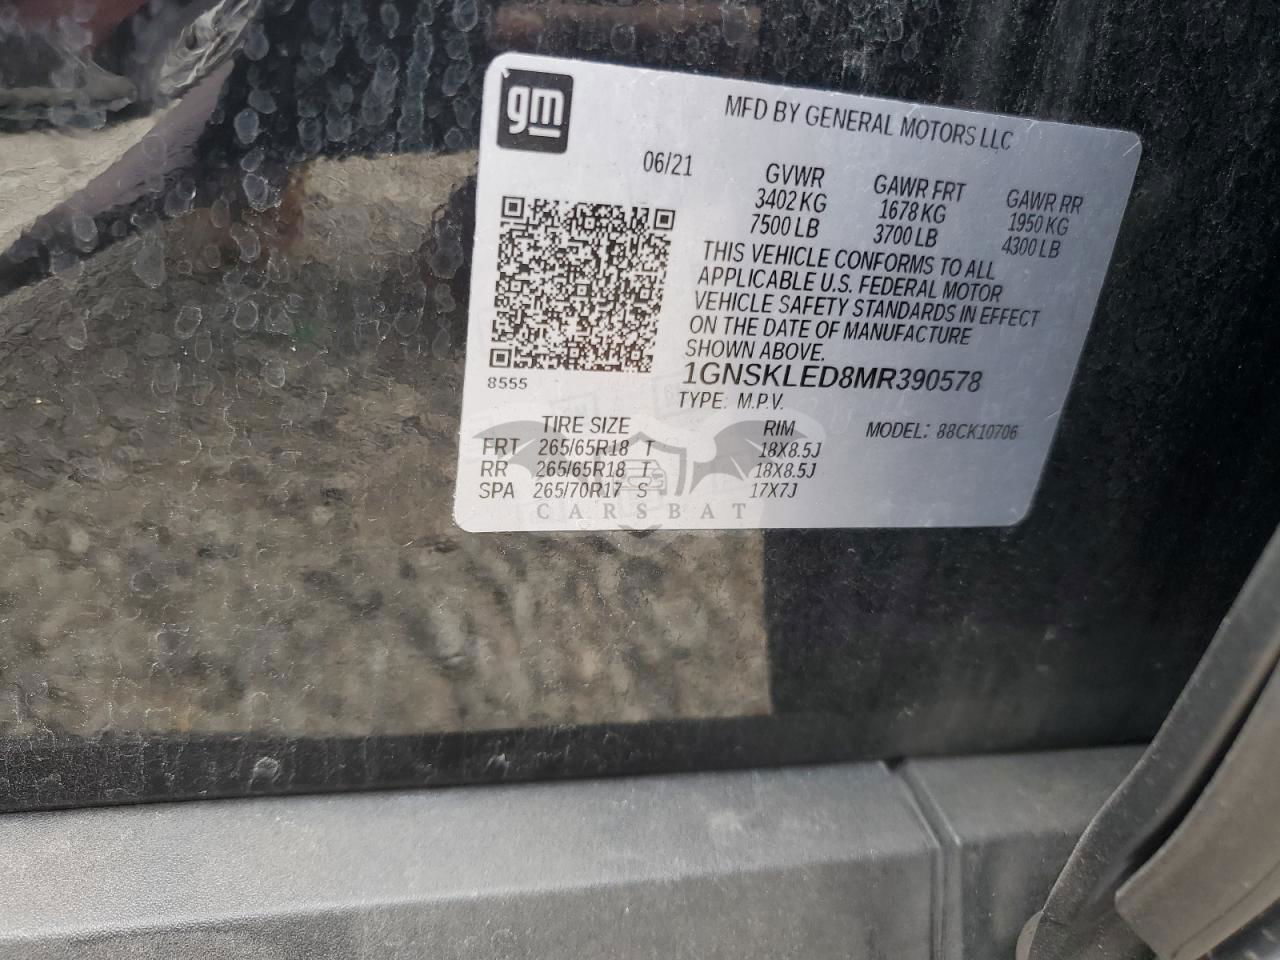 gm
MFD BY GENERAL MOTORS LLC
06/21
GVWR GAWR FRT GAWR RR
3402 KG 1678 KG 1950 KG
7500 LB 3700 LB 4300 LB
THIS VEHICLE CONFORMS TO ALL
APPLICABLE U.S. FEDERAL MOTOR
VEHICLE SAFETY STANDARDS IN EFFECT
ON THE DATE OF MANUFACTURE
SHOWN ABOVE.
8555
1GNSKLED8MR390578
TYPE: M.P.V.
TIRE SIZE RIM MODEL: 88CK10706
FRT 265/65R18 T 18X8.5J
RR 265/65R18 T 18X8.5J
SPA 265/70R17 S 17X7J
CARSBAT